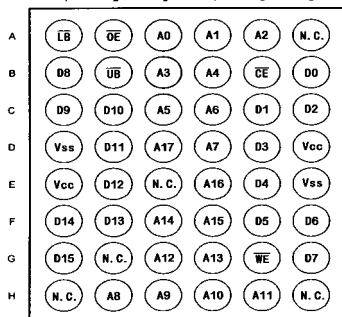 A LB OE A0 A1 A2 N.C.
B D8 UB A3 A4 CE D0
C D9 D10 A5 A6 D1 D2
D Vss D11 A17 A7 D3 Vcc
E Vcc D12 N.C. A16 D4 Vss
F D14 D13 A14 A15 D5 D6
G D15 N.C. A12 A13 WE D7
H N.C. A8 A9 A10 A11 N.C.